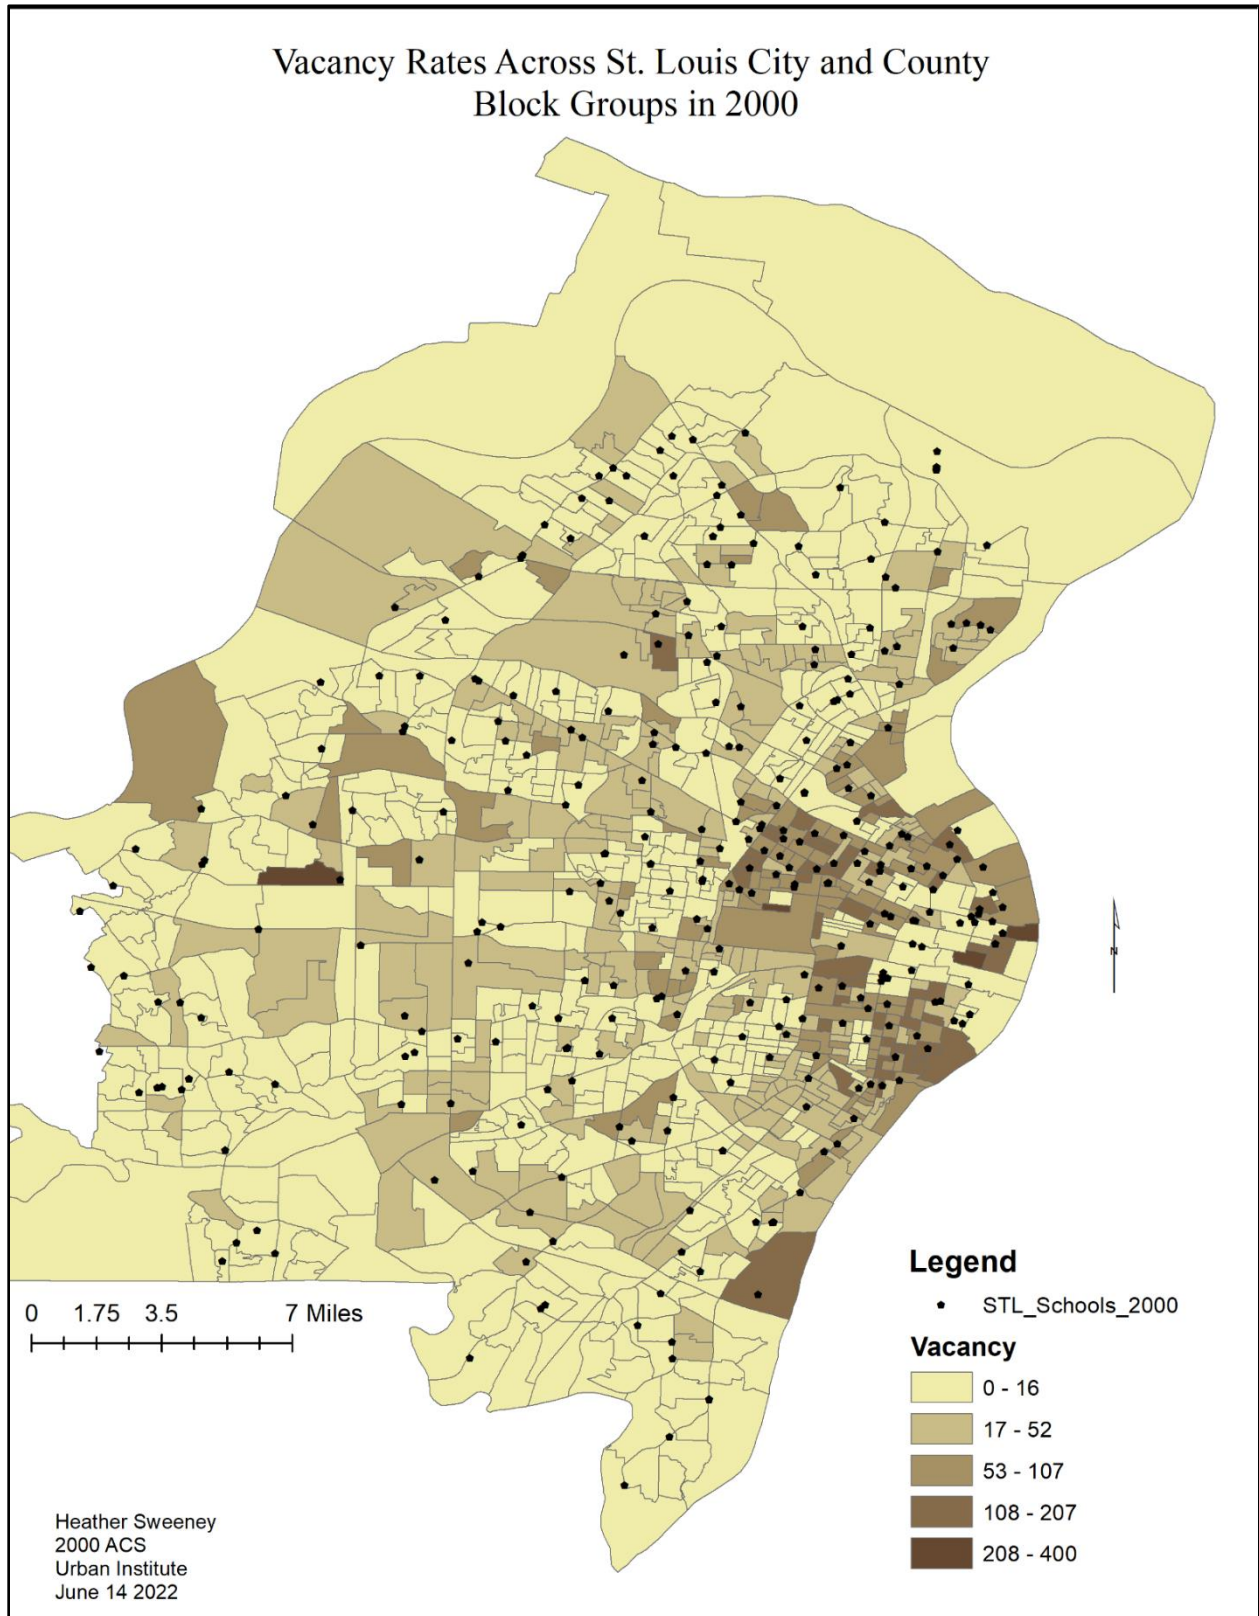 Vacancy Rates Across St. Louis City and County
Block Groups in 2000
N
Legend
STL_Schools_2000
Vacancy
0 - 16
17 - 52
53 - 107
108 - 207
208 - 400
0 1.75 3.5 7 Miles
Heather Sweeney
2000 ACS
Urban Institute
June 14 2022